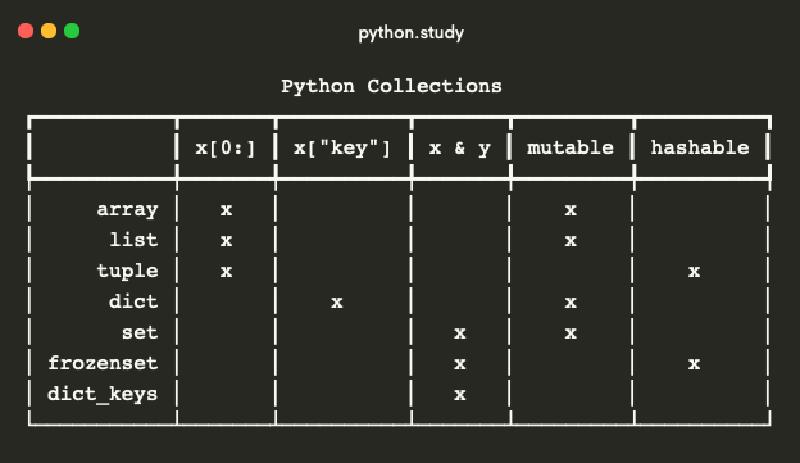 python.study
Python Collections
x[0:] x["key"] x & y mutable hashable
array x x
list x x
tuple x x
dict x x
set x x
frozenset x x
dict_keys x